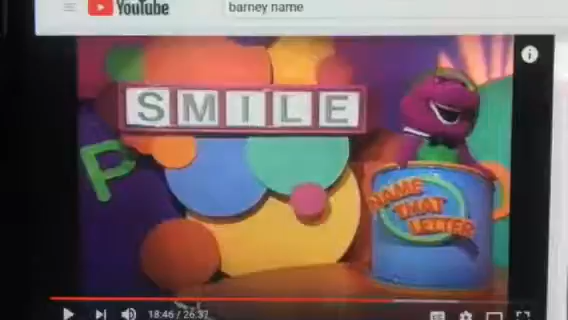 YouTube
barney name
SMILE
P
NAME
THAT
LETTER
18:46 / 26:37